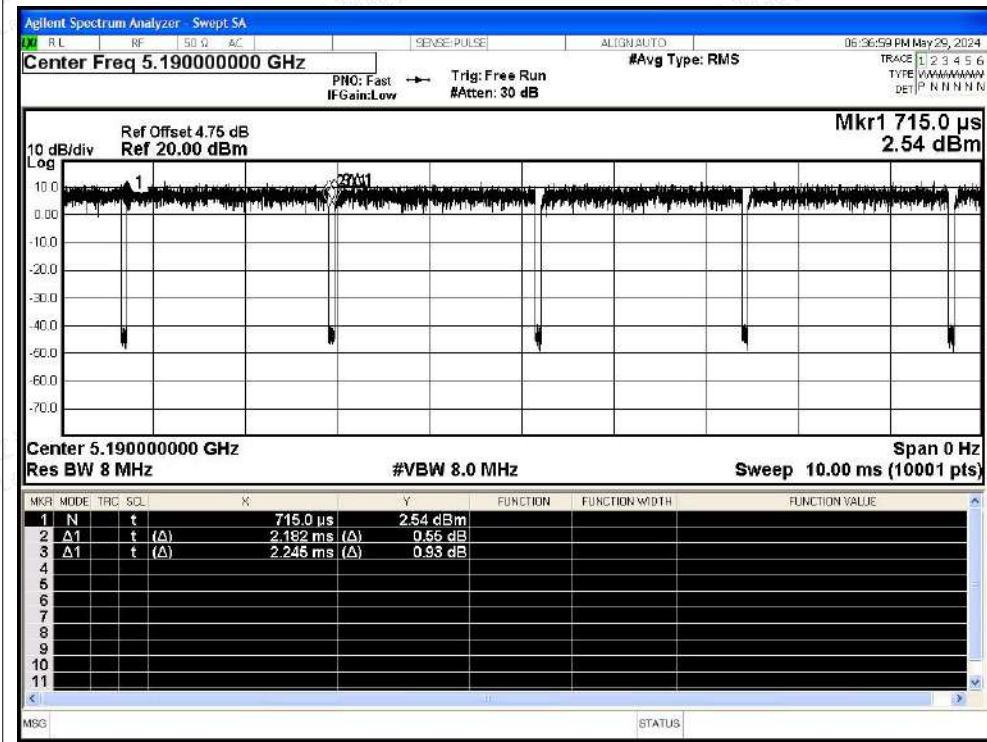 Agilent Spectrum Analyzer - Swept SA
LXI RL RF 50 Ω AC SENSE:PULSE ALIGNAUTO 06:36:59 PM May 29, 2024
Center Freq 5.190000000 GHz #Avg Type: RMS TRACE 1 2 3 4 5 6
PNO: Fast Trig: Free Run TYPE WWWWWW
IFGain:Low #Atten: 30 dB DET P N N N N N
Mkr1 715.0 µs
Ref Offset 4.75 dB
10 dB/div Ref 20.00 dBm 2.54 dBm
Log
1
10.0
0.00
-10.0
-20.0
-30.0
-40.0
-50.0
-60.0
-70.0
Center 5.190000000 GHz Span 0 Hz
Res BW 8 MHz #VBW 8.0 MHz Sweep 10.00 ms (10001 pts)
MKR MODE TRC SCL X Y FUNCTION FUNCTION WIDTH FUNCTION VALUE
1 N t 715.0 µs 2.54 dBm
2 Δ1 t (Δ) 2.182 ms (Δ) 0.55 dB
3 Δ1 t (Δ) 2.245 ms (Δ) 0.93 dB
4
5
6
7
8
9
10
11
MSG STATUS